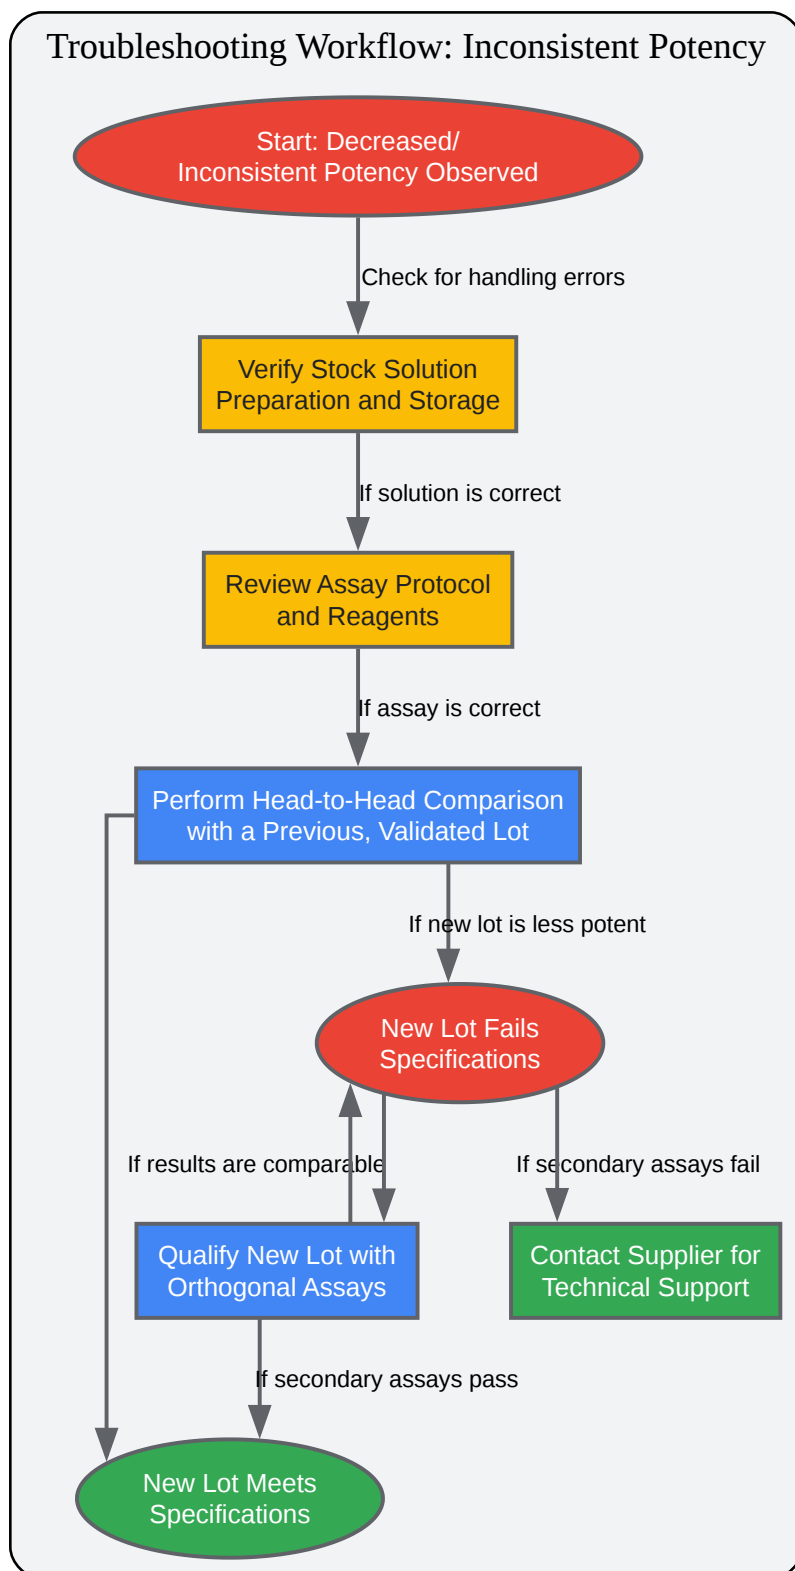 Troubleshooting Workflow: Inconsistent Potency
Start: Decreased/
Inconsistent Potency Observed
Check for handling errors
Verify Stock Solution
Preparation and Storage
If solution is correct
Review Assay Protocol
and Reagents
If assay is correct
Perform Head-to-Head Comparison
with a Previous, Validated Lot
If new lot is less potent
New Lot Fails
Specifications
If results are comparable
If secondary assays fail
Qualify New Lot with
Orthogonal Assays
Contact Supplier for
Technical Support
If secondary assays pass
New Lot Meets
Specifications